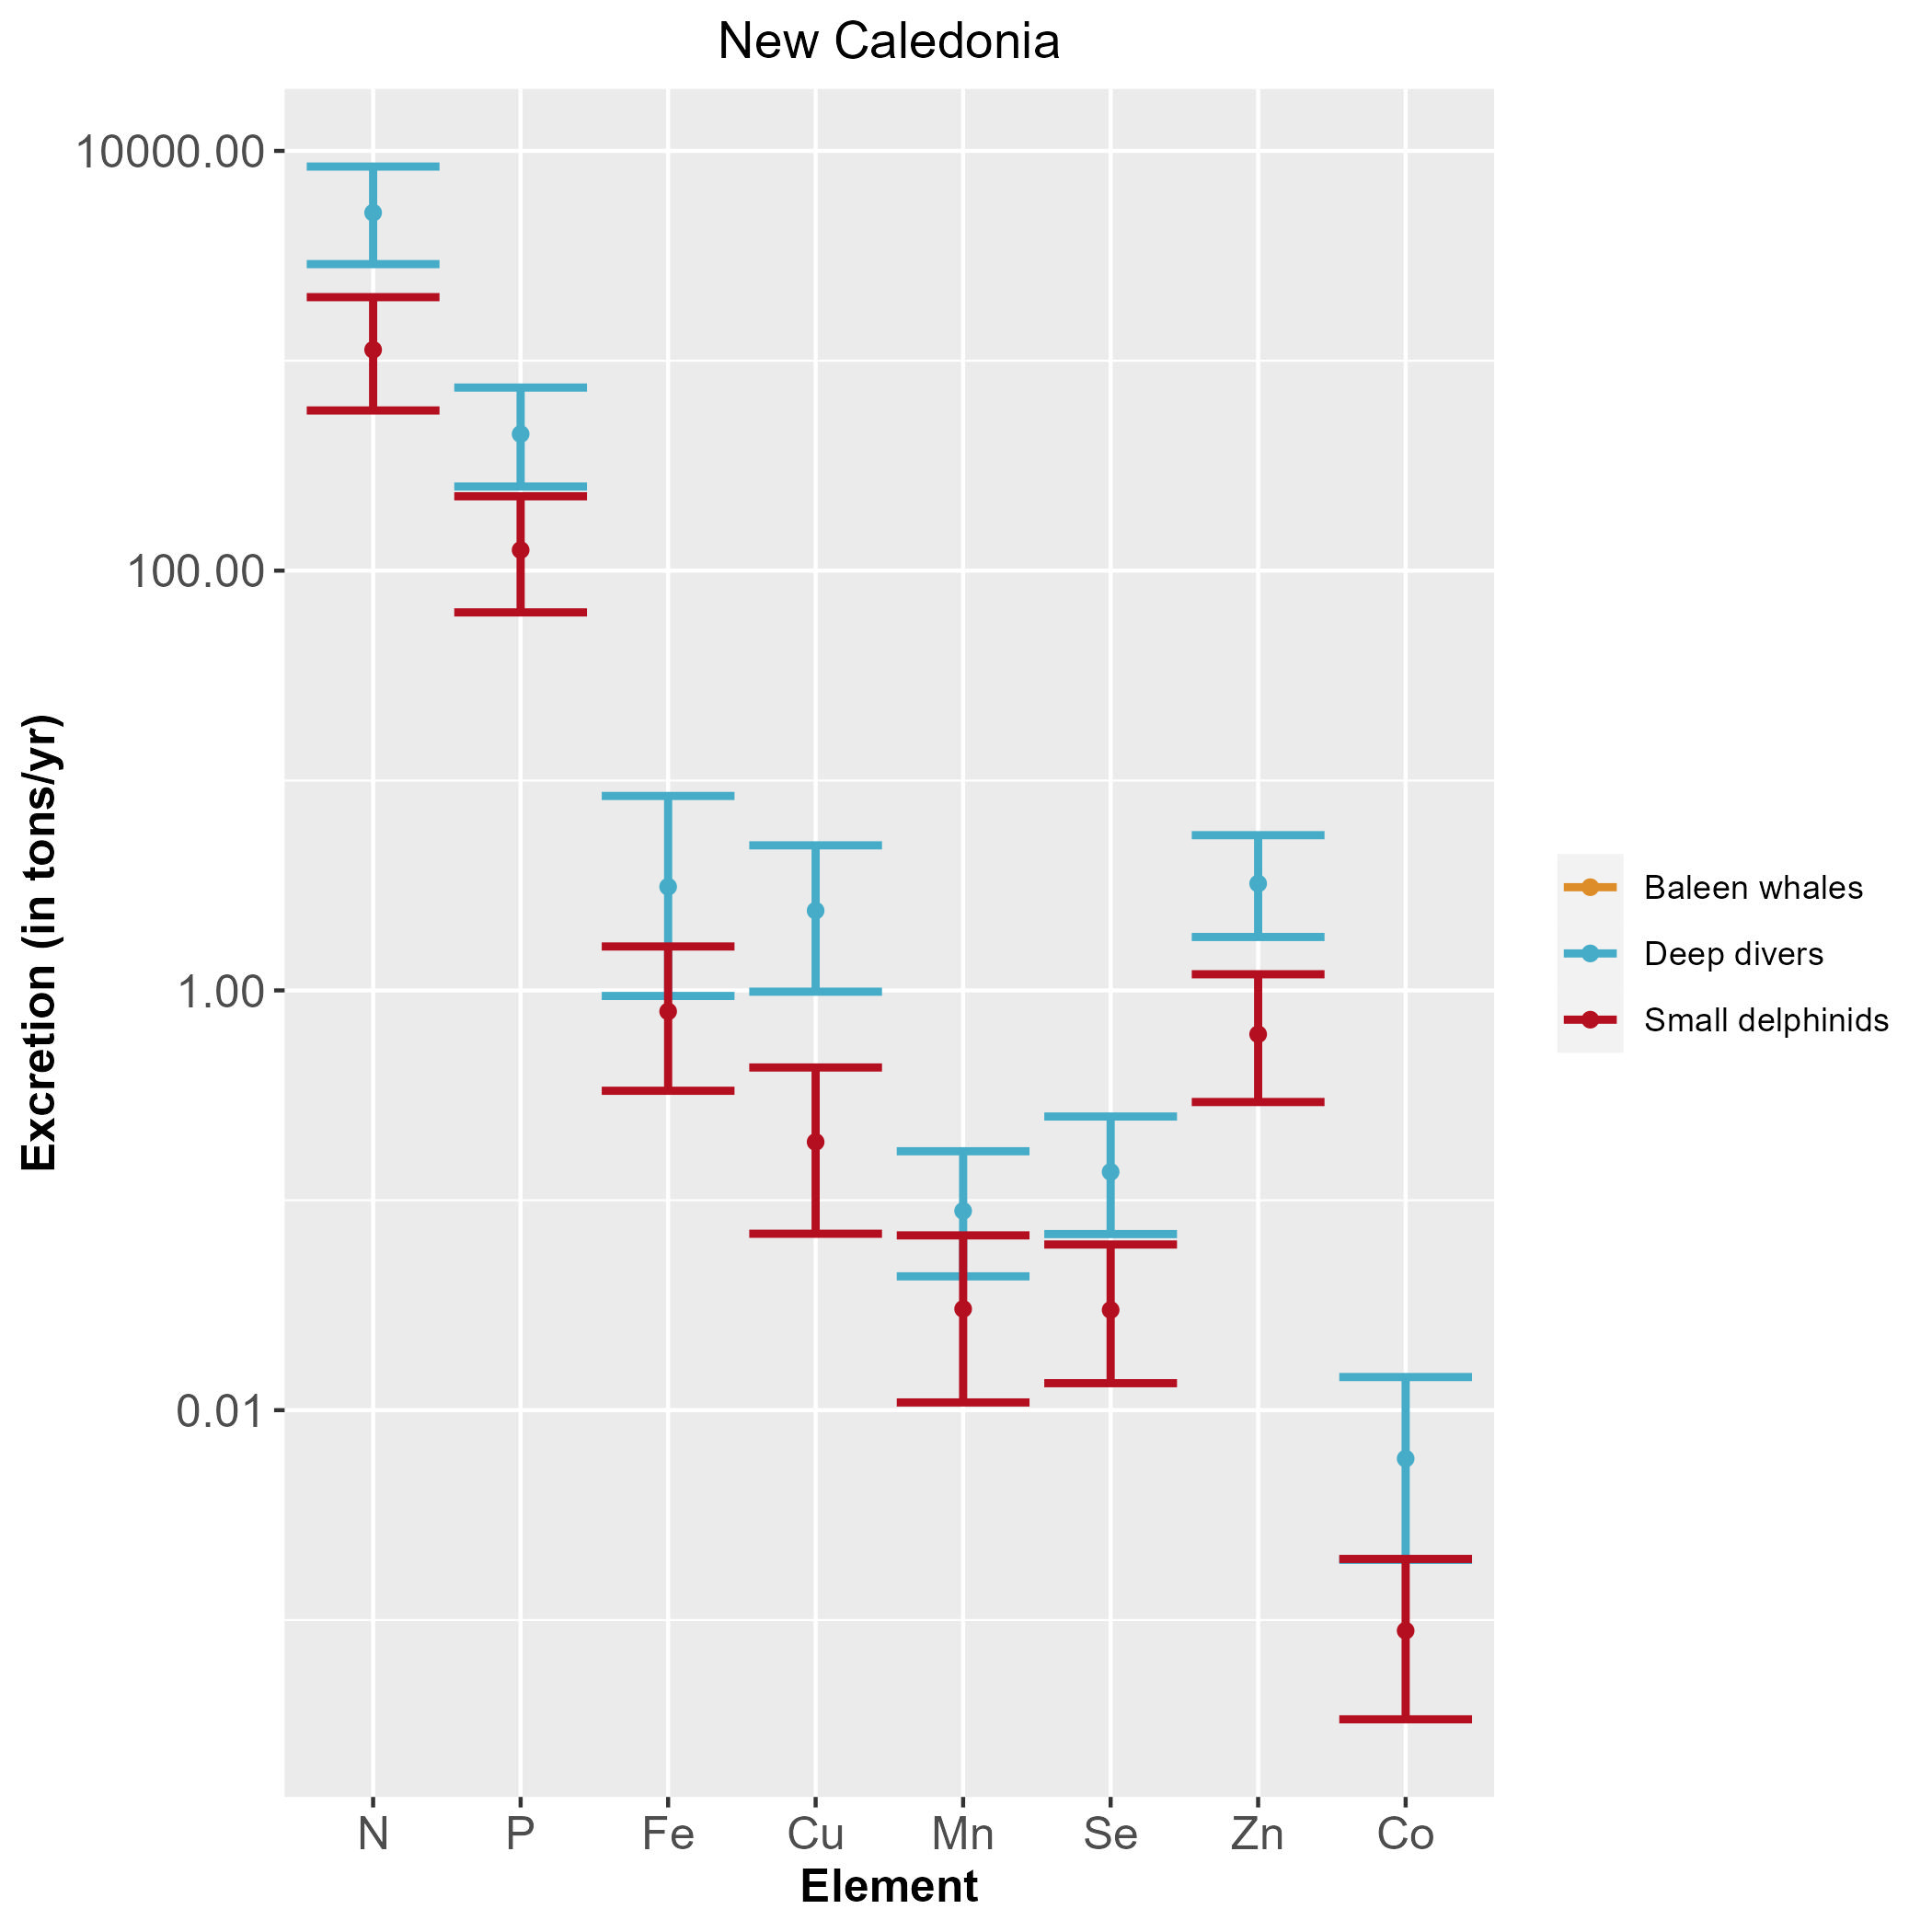 New Caledonia
10000.00
100.00
1.00
0.01
Excretion (in tons/yr)
N P Fe Cu Mn Se Zn Co
Element
Baleen whales
Deep divers
Small delphinids